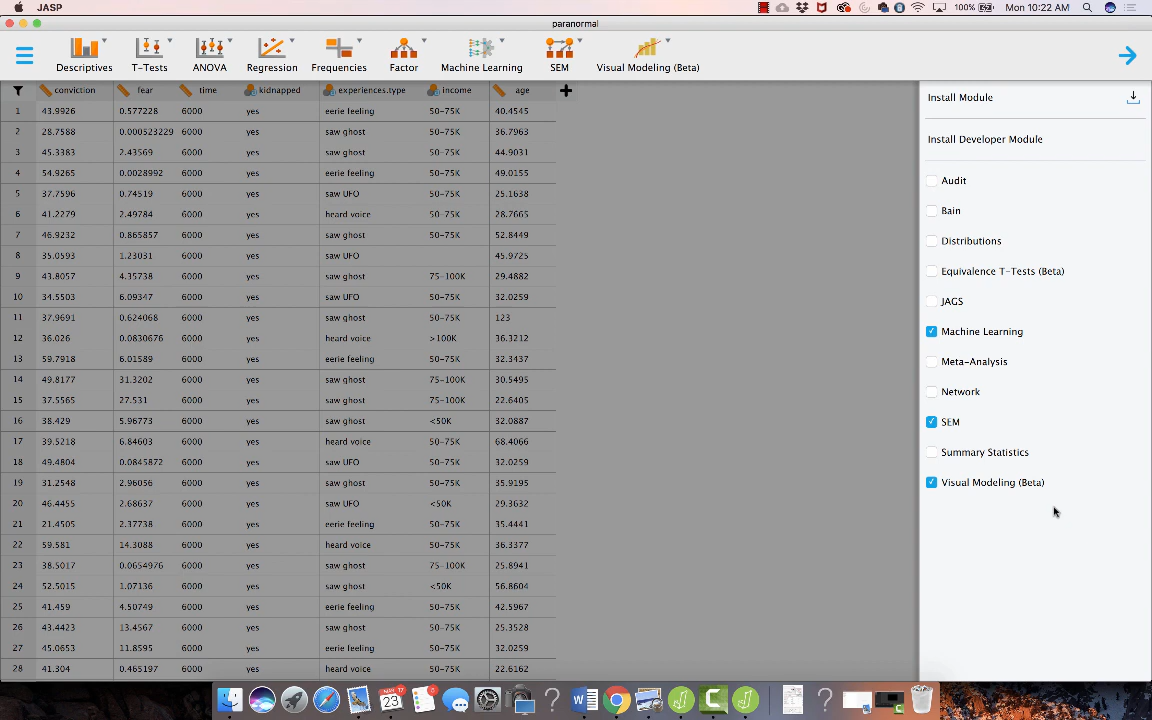 JASP
100%
Mon 10:22 AM
paranormal
Descriptives T-Tests ANOVA Regression Frequencies Factor Machine Learning SEM Visual Modeling (Beta)
conviction fear time kidnapped experiences.type income age
1 43.9926 0.577228 6000 yes eerie feeling 50-75K 40.4545
2 28.7588 0.000523229 6000 yes saw ghost 50-75K 36.7963
3 45.3383 2.43569 6000 yes saw ghost 50-75K 44.9031
4 54.9265 0.0028992 6000 yes eerie feeling 50-75K 49.0155
5 37.7596 0.74519 6000 yes saw UFO 50-75K 25.1638
6 41.2279 2.49784 6000 yes heard voice 50-75K 28.7665
7 46.9232 0.865857 6000 yes saw ghost 50-75K 52.8449
8 35.0593 1.23031 6000 yes saw UFO 45.9725
9 43.8057 4.35738 6000 yes saw ghost 75-100K 29.4882
10 34.5503 6.09347 6000 yes saw UFO 50-75K 32.0259
11 37.9691 0.624068 6000 yes saw ghost 50-75K 123
12 36.026 0.0830676 6000 yes heard voice >100K 36.3212
13 59.7918 6.01589 6000 yes eerie feeling 50-75K 32.3437
14 49.8177 31.3202 6000 yes saw ghost 75-100K 30.5495
15 37.5565 27.531 6000 yes saw ghost 75-100K 22.6405
16 38.429 5.96773 6000 yes saw ghost <50K 32.0887
17 39.5218 6.84603 6000 yes heard voice 50-75K 68.4066
18 49.4804 0.0845872 6000 yes saw UFO 50-75K 32.0259
19 31.2548 2.96056 6000 yes saw ghost 50-75K 35.9195
20 46.4455 2.68637 6000 yes saw UFO <50K 29.3632
21 21.4505 2.37738 6000 yes eerie feeling 50-75K 35.4441
22 59.581 14.3088 6000 yes heard voice 50-75K 36.3377
23 38.5017 0.0654976 6000 yes saw ghost 75-100K 25.8941
24 52.5015 1.07136 6000 yes saw ghost <50K 56.8604
25 41.459 4.50749 6000 yes eerie feeling 50-75K 42.5967
26 43.4423 13.4567 6000 yes saw ghost 50-75K 25.3528
27 45.0653 11.8595 6000 yes eerie feeling 50-75K 32.0259
28 41.304 0.465197 6000 yes heard voice 50-75K 22.6162
Install Module
Install Developer Module
Audit
Bain
Distributions
Equivalence T-Tests (Beta)
JAGS
Machine Learning
Meta-Analysis
Network
SEM
Summary Statistics
Visual Modeling (Beta)
23